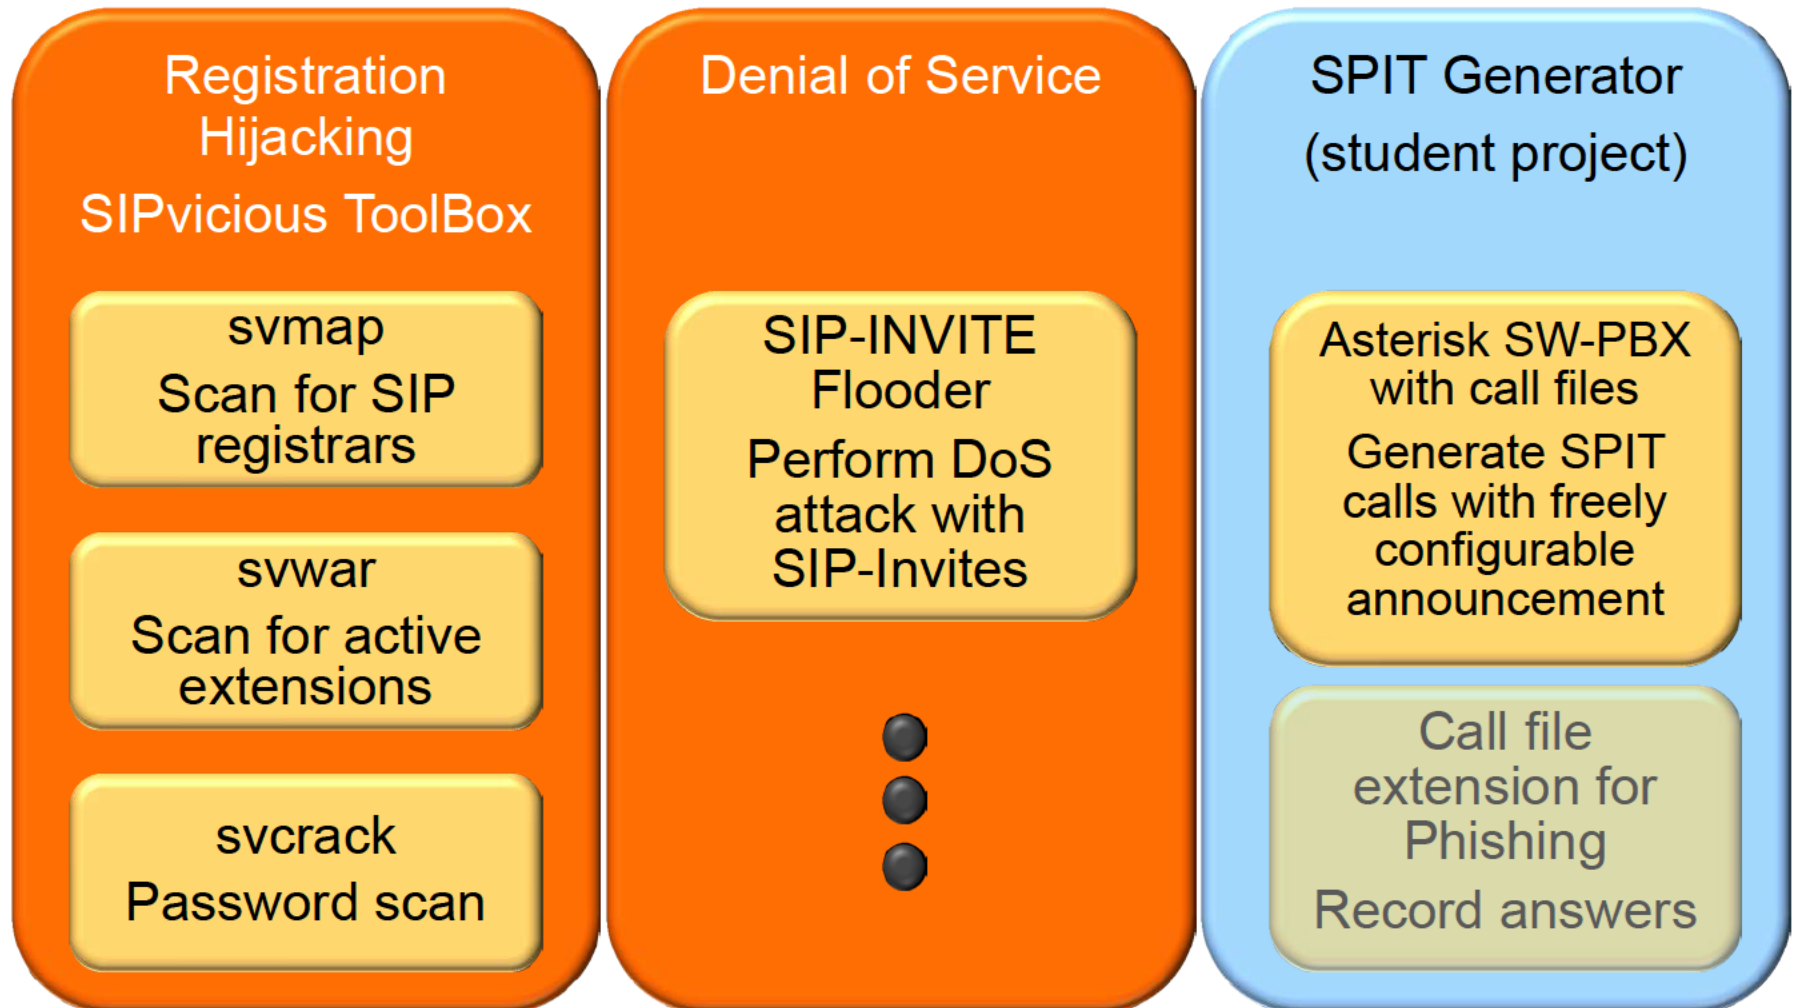 Registration
Hijacking
SIPvicious ToolBox
svmap
Scan for SIP
registrars
svwar
Scan for active
extensions
svcrack
Password scan
Denial of Service
SIP-INVITE
Flooder
Perform DoS
attack with
SIP-Invites
SPIT Generator
(student project)
Asterisk SW-PBX
with call files
Generate SPIT
calls with freely
configurable
announcement
Call file
extension for
Phishing
Record answers